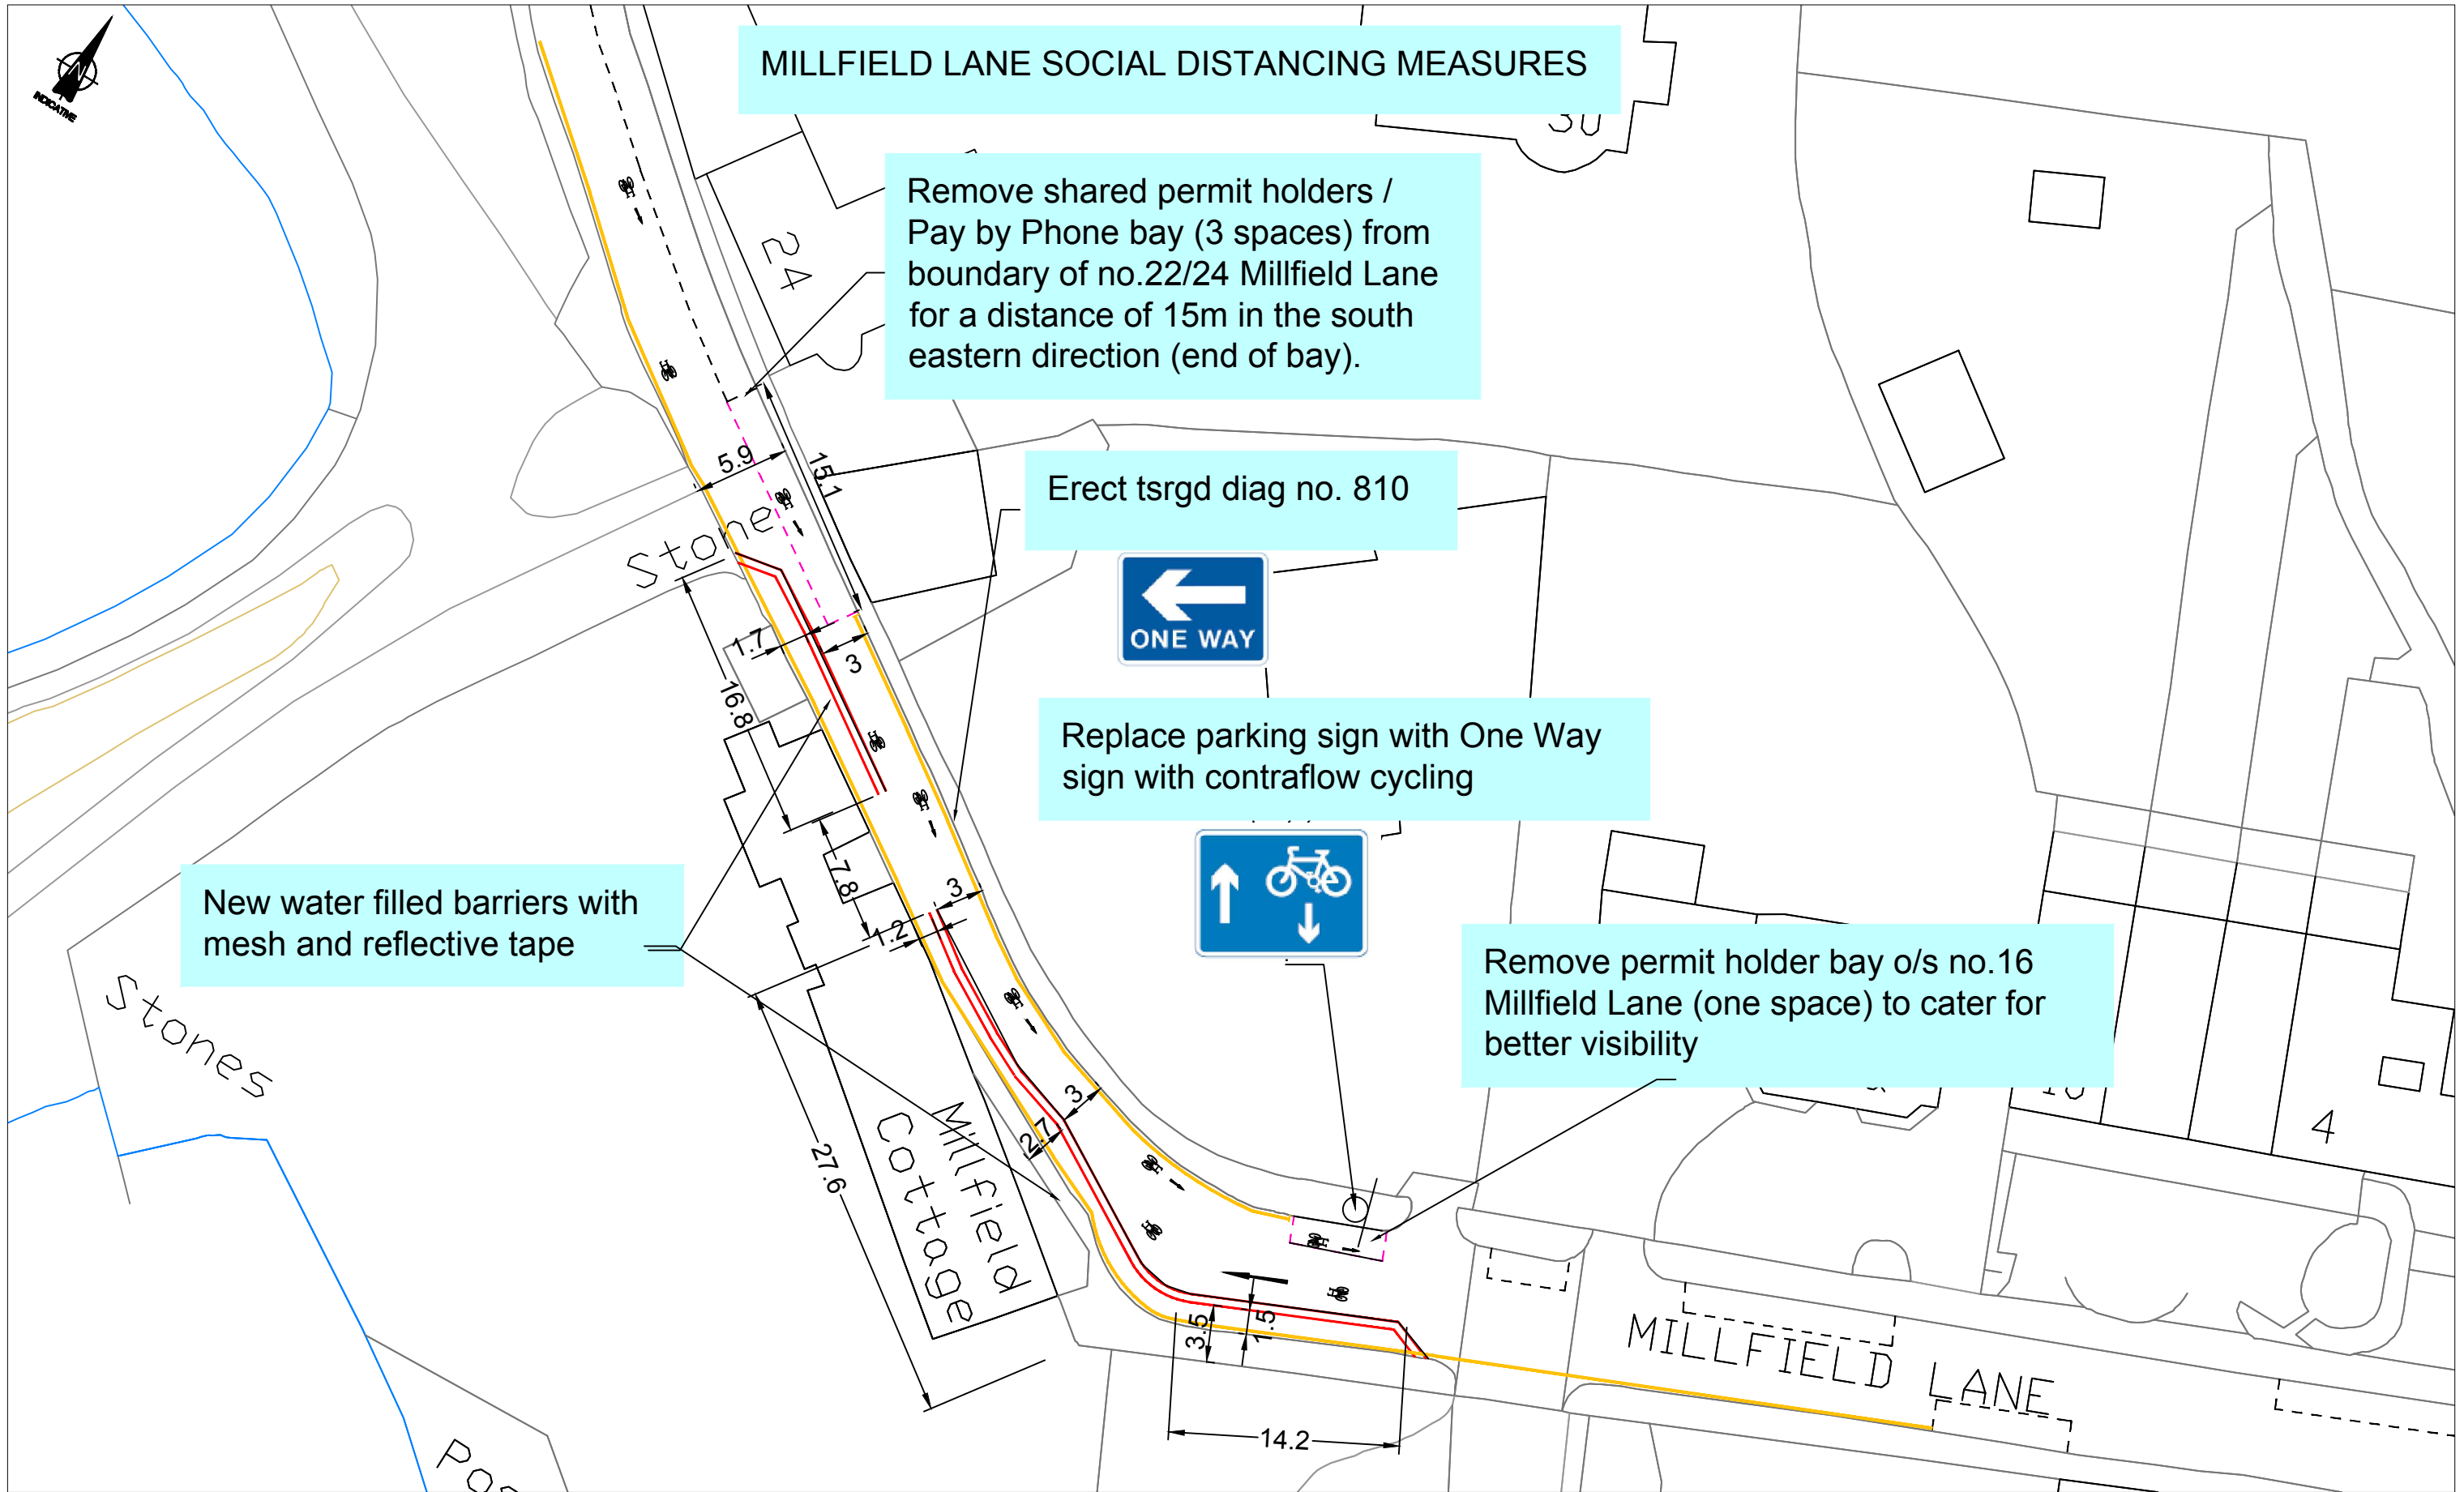 N
INDICATIVE
MILLFIELD LANE SOCIAL DISTANCING MEASURES
30
Remove shared permit holders /
Pay by Phone bay (3 spaces) from
boundary of no.22/24 Millfield Lane
for a distance of 15m in the south
eastern direction (end of bay).
24
5.9
15.1
Stone
Erect tsrgd diag no. 810
ONE WAY
1.7
3
16.8
Replace parking sign with One Way
sign with contraflow cycling
7.8
3
1.2
New water filled barriers with
mesh and reflective tape
Remove permit holder bay o/s no.16
Millfield Lane (one space) to cater for
better visibility
Stones
3
2.7
27.6
Millfield
Cottage
4
3.5
1.5
MILLFIELD LANE
14.2